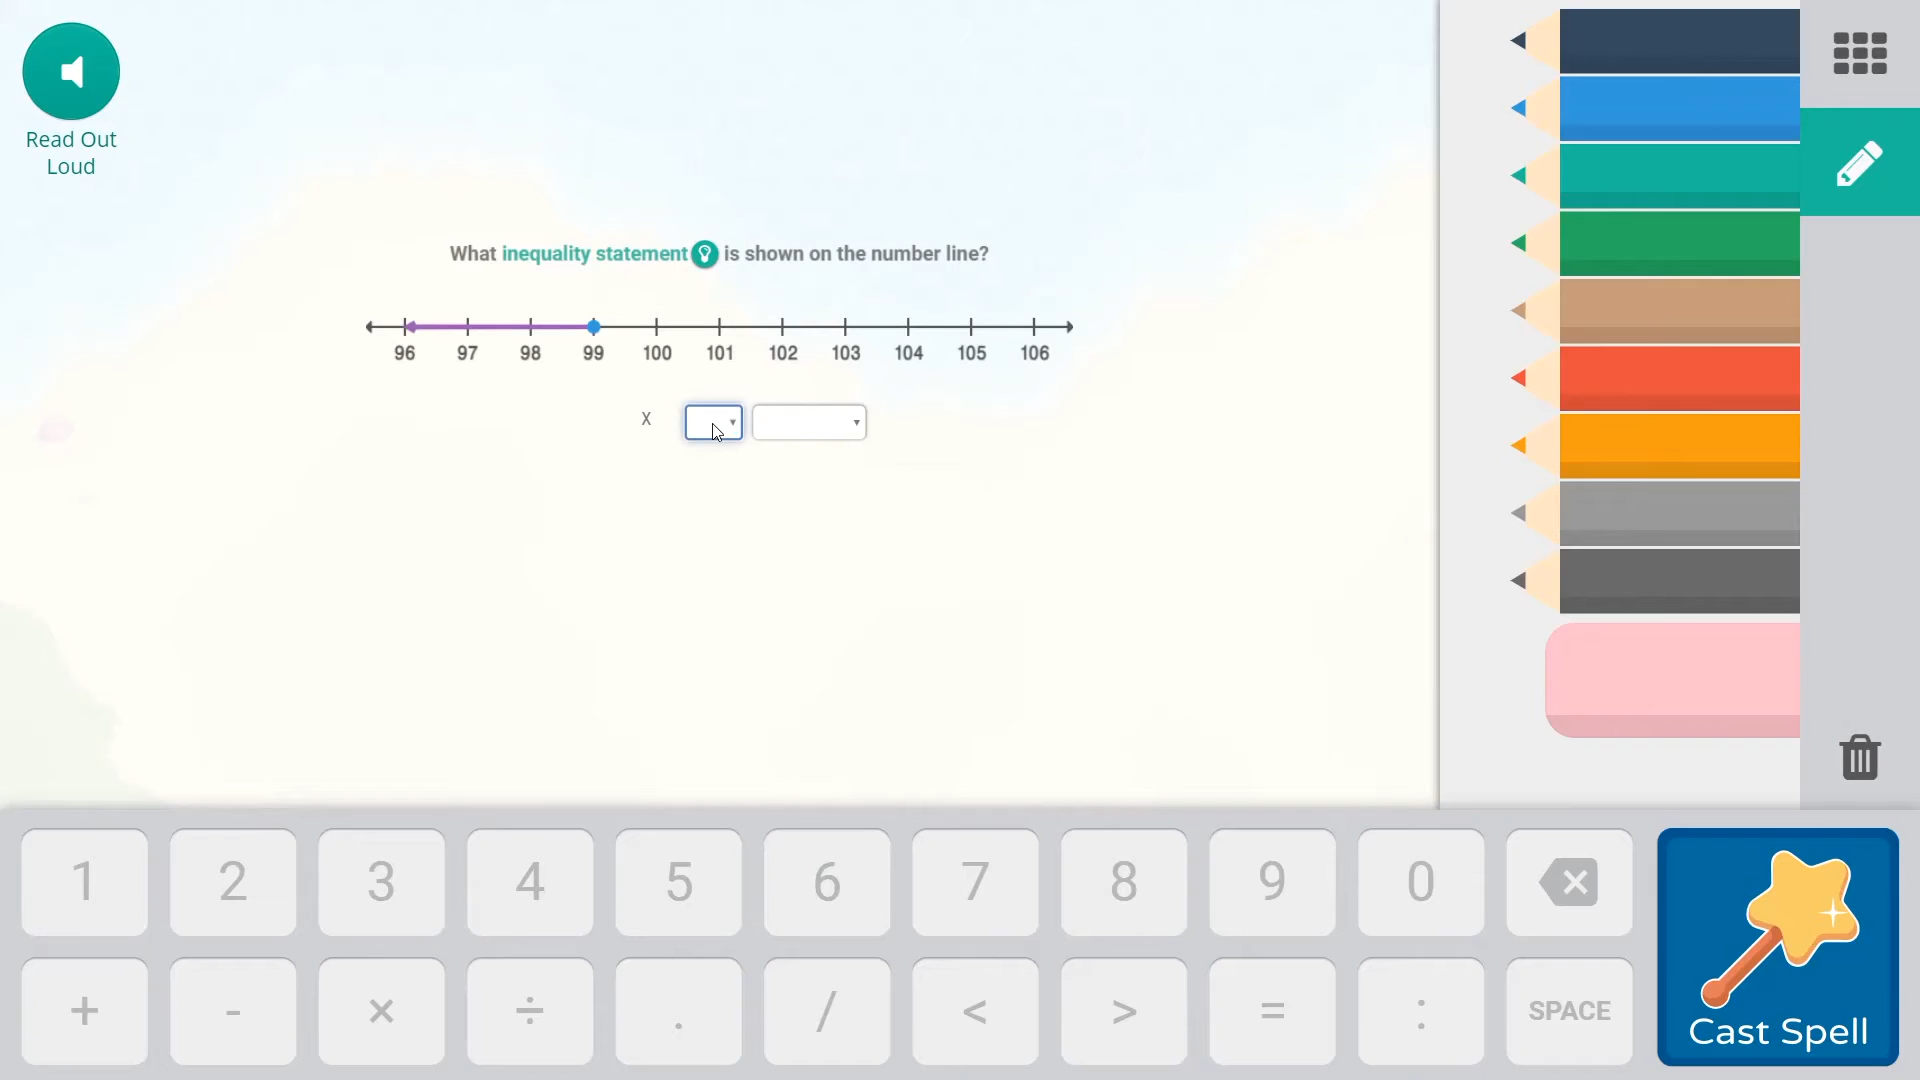 Read Out
Loud
What inequality statement is shown on the number line?
96 97 98 99 100 101 102 103 104 105 106
X
1 2 3 4 5 6 7 8 9 0
+ - × ÷ . / < > = : SPACE
Cast Spell